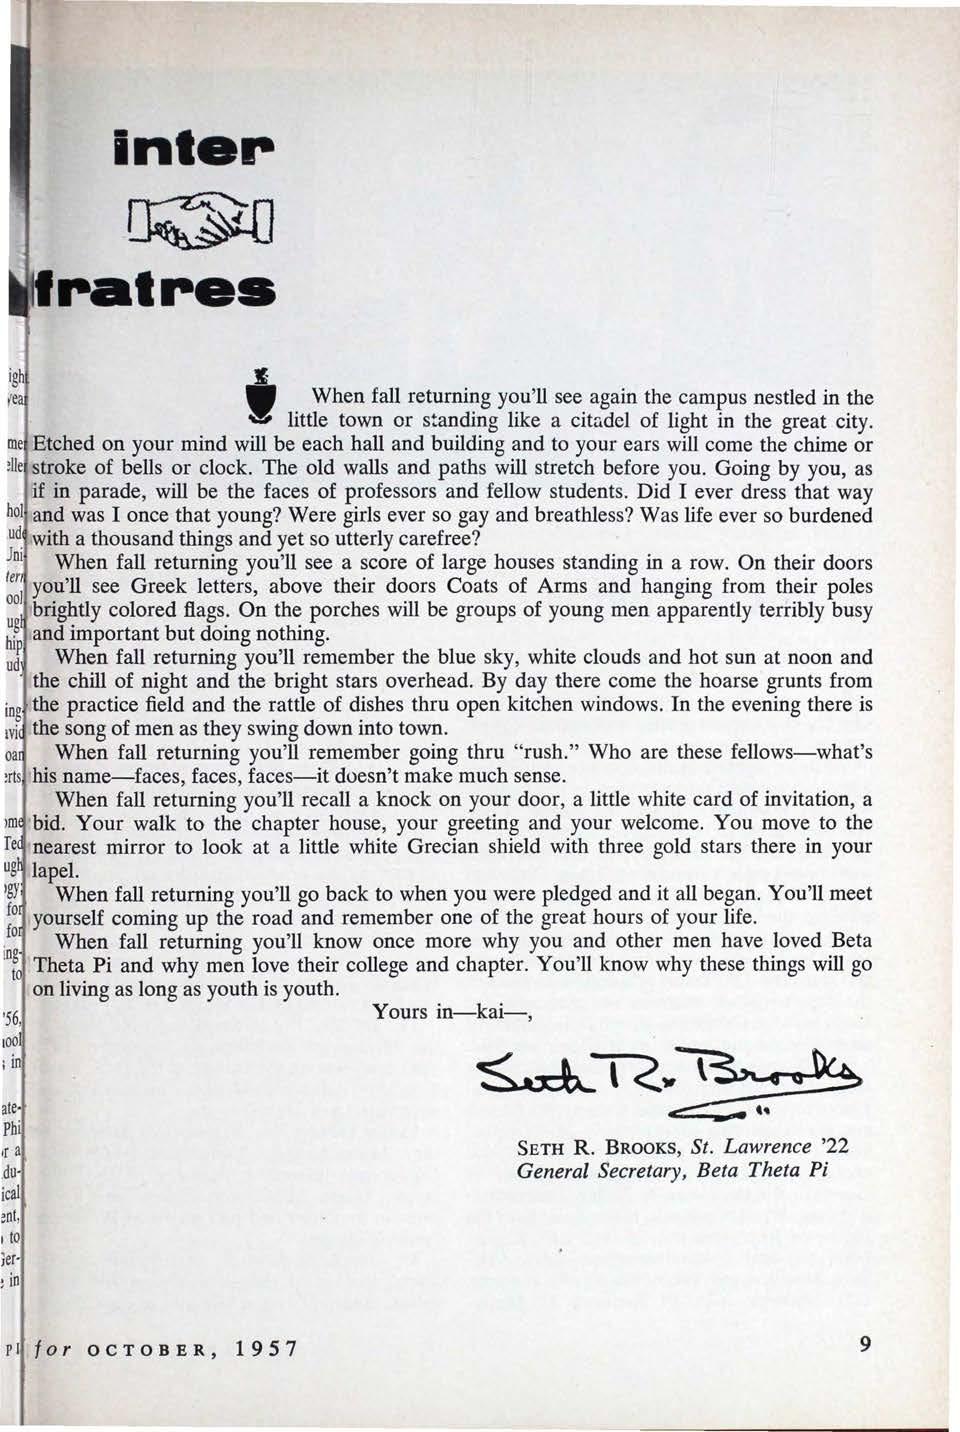 inter
fratres
When fall returning you'll see again the campus nestled in the
little town or standing like a citadel of light in the great city.
Etched on your mind will be each hall and building and to your ears will come the chime or
stroke of bells or clock. The old walls and paths will stretch before you. Going by you, as
if in parade, will be the faces of professors and fellow students. Did I ever dress that way
and was I once that young? Were girls ever so gay and breathless? Was life ever so burdened
with a thousand things and yet so utterly carefree?
When fall returning you'll see a score of large houses standing in a row. On their doors
you'll see Greek letters, above their doors Coats of Arms and hanging from their poles
brightly colored flags. On the porches will be groups of young men apparently terribly busy
and important but doing nothing.
When fall returning you'll remember the blue sky, white clouds and hot sun at noon and
the chill of night and the bright stars overhead. By day there come the hoarse grunts from
the practice field and the rattle of dishes thru open kitchen windows. In the evening there is
the song of men as they swing down into town.
When fall returning you'll remember going thru "rush." Who are these fellows—what's
his name—faces, faces, faces—it doesn't make much sense.
When fall returning you'll recall a knock on your door, a little white card of invitation, a
bid. Your walk to the chapter house, your greeting and your welcome. You move to the
nearest mirror to look at a little white Grecian shield with three gold stars there in your
lapel.
When fall returning you'll go back to when you were pledged and it all began. You'll meet
yourself coming up the road and remember one of the great hours of your life.
When fall returning you'll know once more why you and other men have loved Beta
Theta Pi and why men love their college and chapter. You'll know why these things will go
on living as long as youth is youth.
Yours in—kai—,
Seth R. Brooks
SETH R. BROOKS, St. Lawrence '22
General Secretary, Beta Theta Pi
for OCTOBER, 1957
9